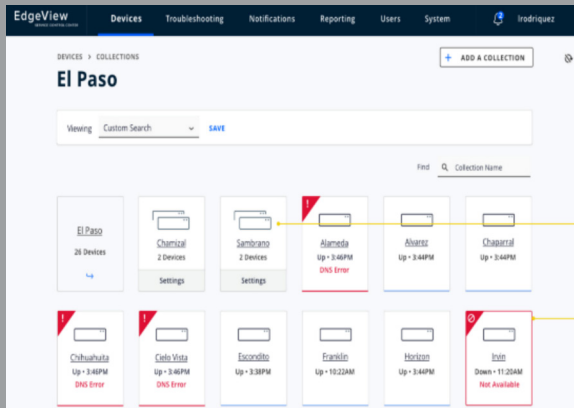 EdgeView
SERVICE CONTROL CENTER
Devices Troubleshooting Notifications Reporting Users System Irodriquez
DEVICES > COLLECTIONS
El Paso
+ ADD A COLLECTION
Viewing Custom Search SAVE
Find Collection Name
El Paso
26 Devices
Chamizal
2 Devices
Settings
Sambrano
2 Devices
Settings
!
Alameda
Up • 3:46PM
DNS Error
Alvarez
Up • 3:44PM
Chaparral
Up • 3:44PM
!
Chihuahuita
Up • 3:46PM
DNS Error
!
Cielo Vista
Up • 3:46PM
DNS Error
Escondito
Up • 3:38PM
Franklin
Up • 10:22AM
Horizon
Up • 3:44PM
Irvin
Down • 11:20AM
Not Available